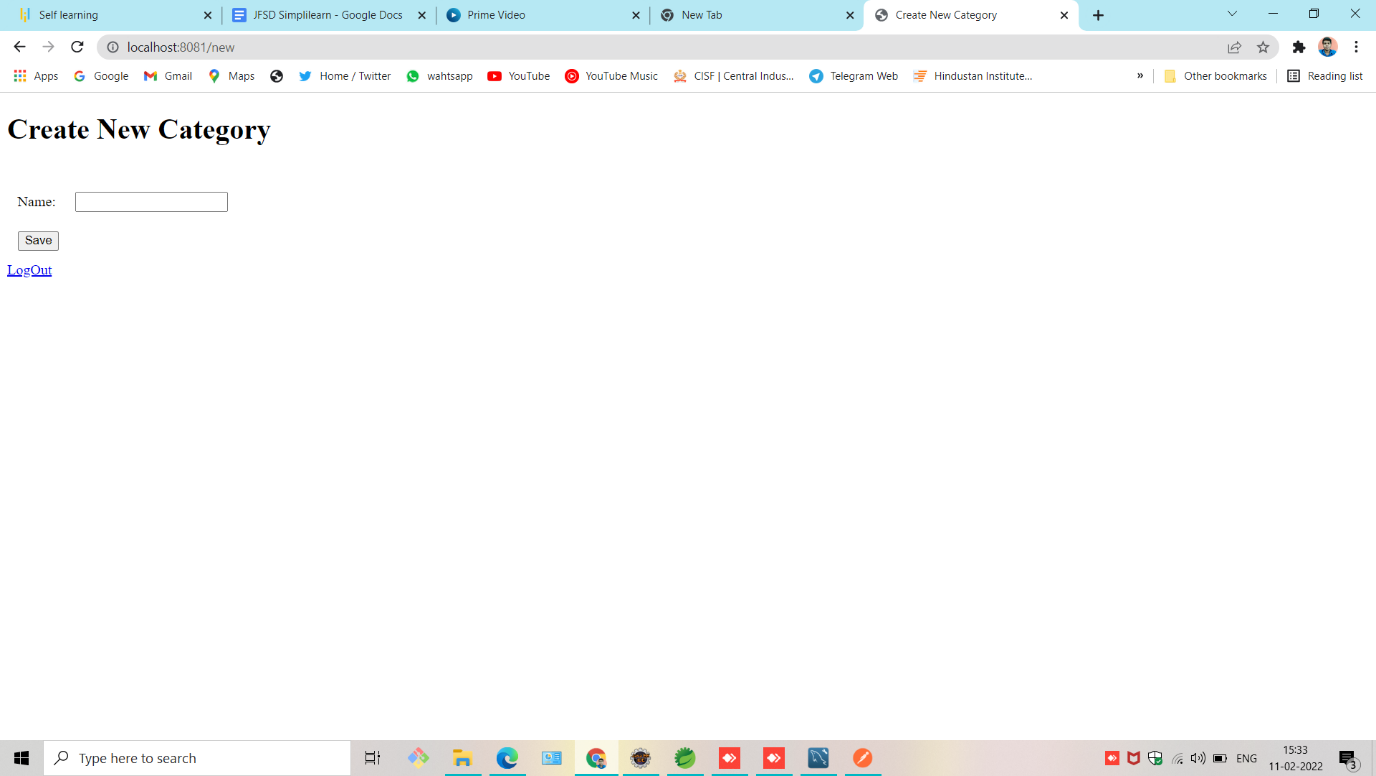 Self learning
JFSD Simplilearn - Google Docs
Prime Video
New Tab
Create New Category
localhost:8081/new
Apps
Google
Gmail
Maps
Home / Twitter
wahtsapp
YouTube
YouTube Music
CISF | Central Indus...
Telegram Web
Hindustan Institute...
»
Other bookmarks
Reading list
Create New Category
Name:
Save
LogOut
Type here to search
ENG
15:33
11-02-2022
3